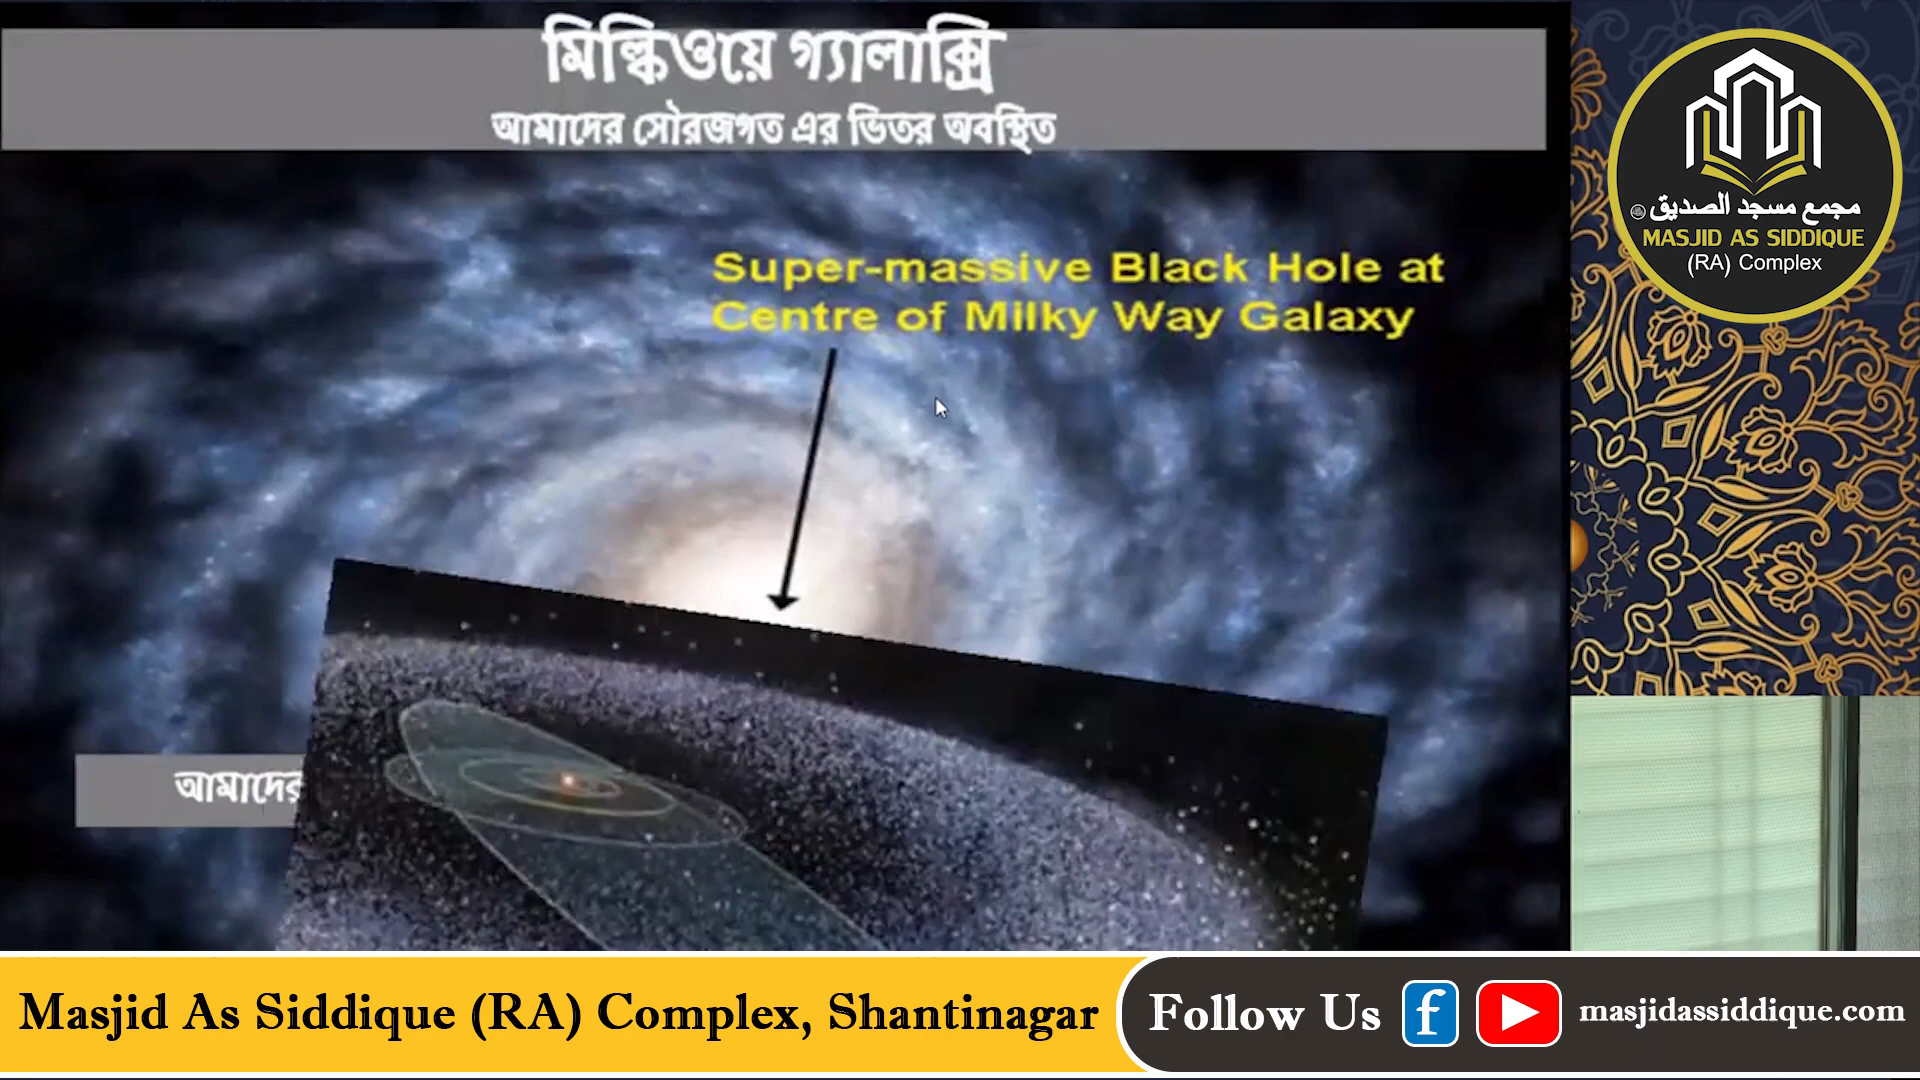 মিল্কিওয়ে গ্যালাক্সি
আমাদের সৌরজগত এর ভিতর অবস্থিত
Super-massive Black Hole at
Centre of Milky Way Galaxy
আমাদের
مجمع مسجد الصديق
MASJID AS SIDDIQUE
(RA) Complex
Masjid As Siddique (RA) Complex, Shantinagar
Follow Us
masjidassiddique.com